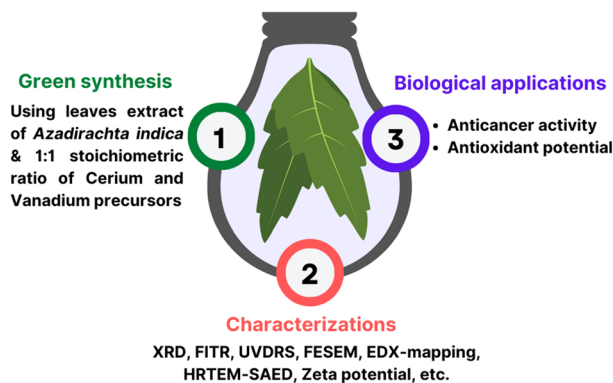 Green synthesis
Using leaves extract
of Azadirachta indica
& 1:1 stoichiometric
ratio of Cerium and
Vanadium precursors
1
3
Biological applications
• Anticancer activity
• Antioxidant potential
2
Characterizations
XRD, FITR, UVDRS, FESEM, EDX-mapping,
HRTEM-SAED, Zeta potential, etc.